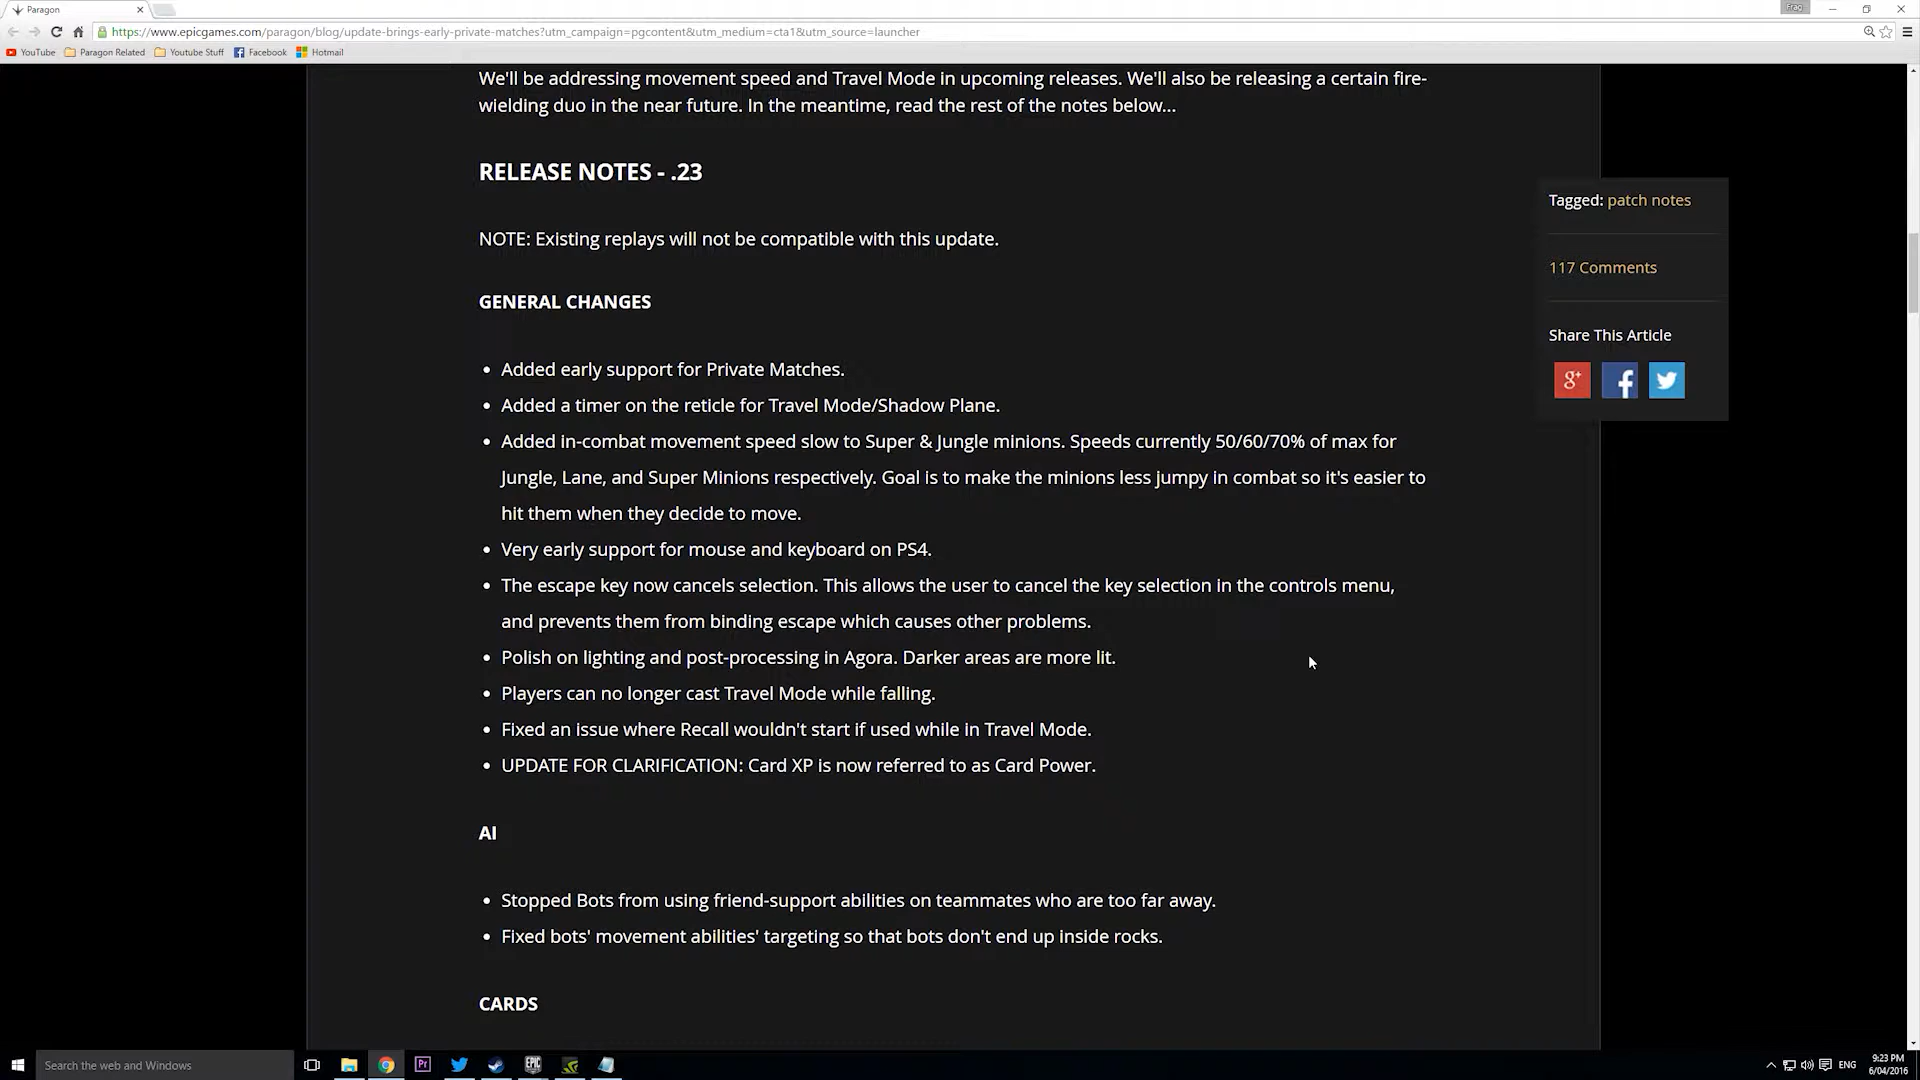 Paragon
Frag
https://www.epicgames.com/paragon/blog/update-brings-early-private-matches?utm_campaign=pgcontent&utm_medium=cta1&utm_source=launcher
YouTube Paragon Related Youtube Stuff Facebook Hotmail
We'll be addressing movement speed and Travel Mode in upcoming releases. We'll also be releasing a certain fire-
wielding duo in the near future. In the meantime, read the rest of the notes below...
RELEASE NOTES - .23
NOTE: Existing replays will not be compatible with this update.
GENERAL CHANGES
• Added early support for Private Matches.
• Added a timer on the reticle for Travel Mode/Shadow Plane.
• Added in-combat movement speed slow to Super & Jungle minions. Speeds currently 50/60/70% of max for
Jungle, Lane, and Super Minions respectively. Goal is to make the minions less jumpy in combat so it's easier to
hit them when they decide to move.
• Very early support for mouse and keyboard on PS4.
• The escape key now cancels selection. This allows the user to cancel the key selection in the controls menu,
and prevents them from binding escape which causes other problems.
• Polish on lighting and post-processing in Agora. Darker areas are more lit.
• Players can no longer cast Travel Mode while falling.
• Fixed an issue where Recall wouldn't start if used while in Travel Mode.
• UPDATE FOR CLARIFICATION: Card XP is now referred to as Card Power.
AI
• Stopped Bots from using friend-support abilities on teammates who are too far away.
• Fixed bots' movement abilities' targeting so that bots don't end up inside rocks.
CARDS
Tagged: patch notes
117 Comments
Share This Article
g+
Search the web and Windows
Pr
EPIC
ENG
9:23 PM
6/04/2016